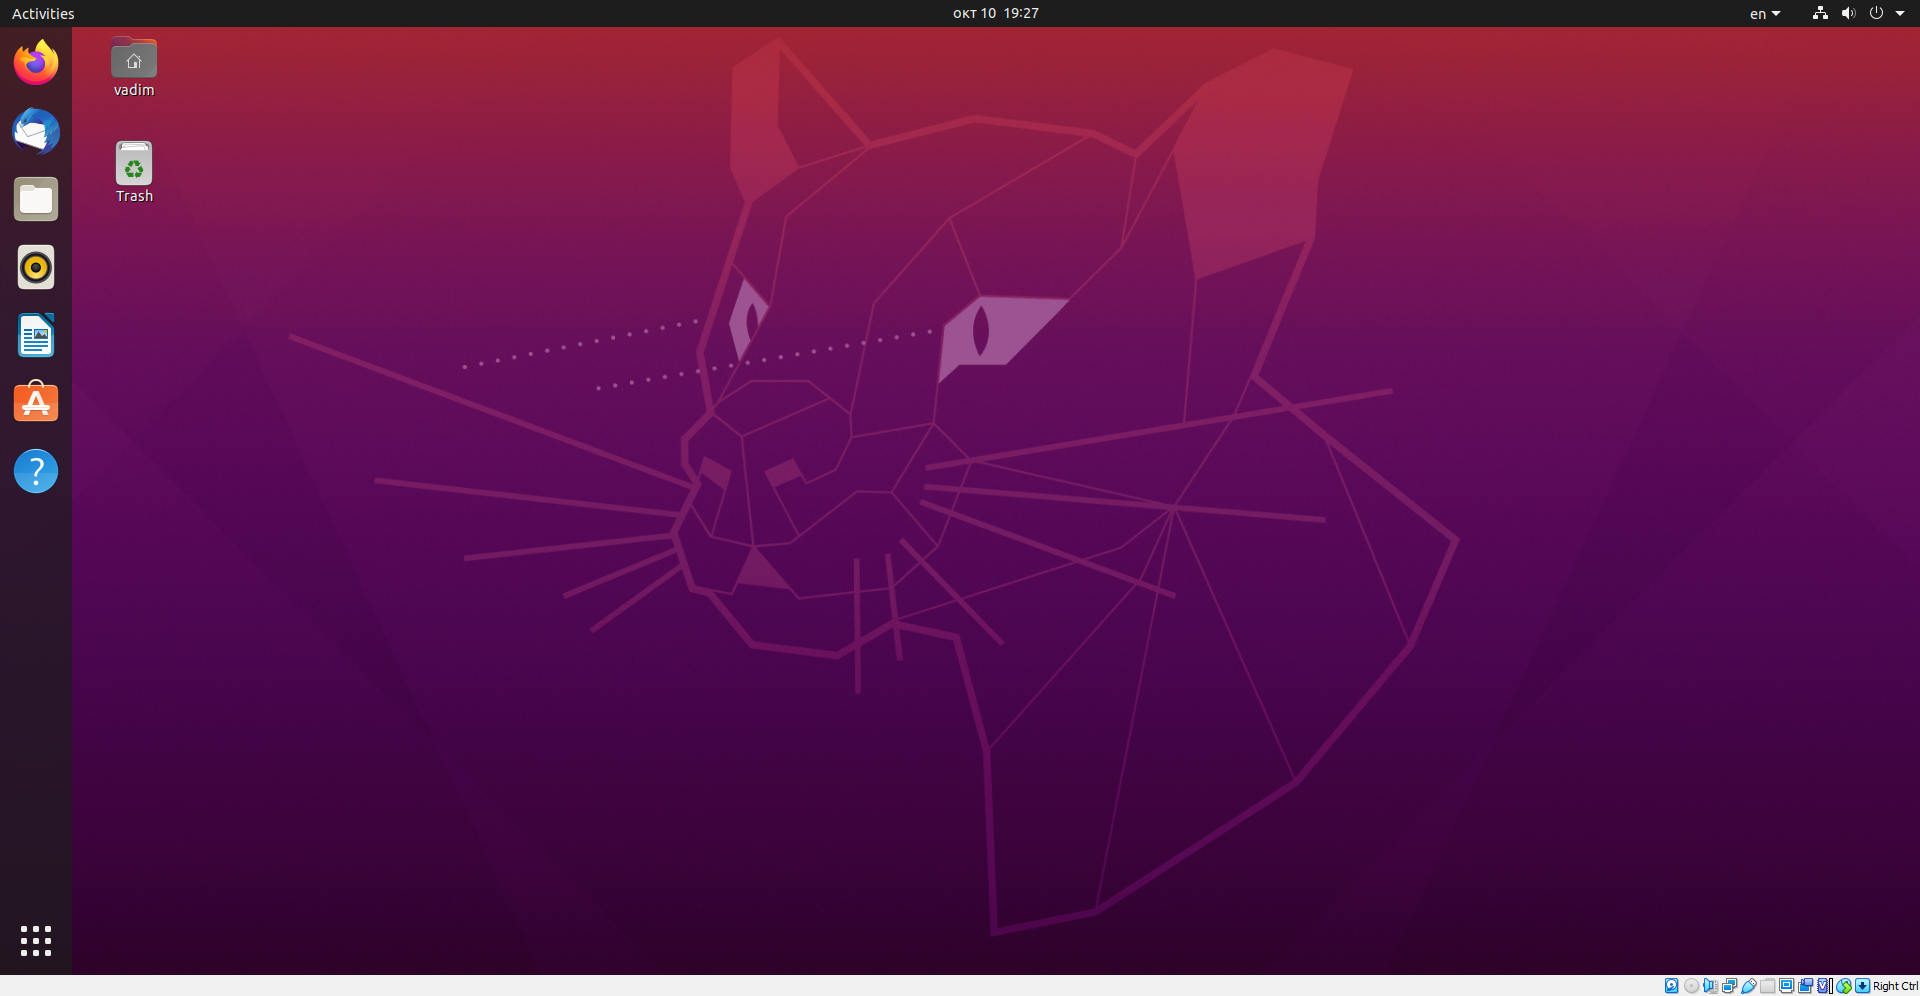 Activities
окт 10 19:27
en
vadim
Trash
Right Ctrl